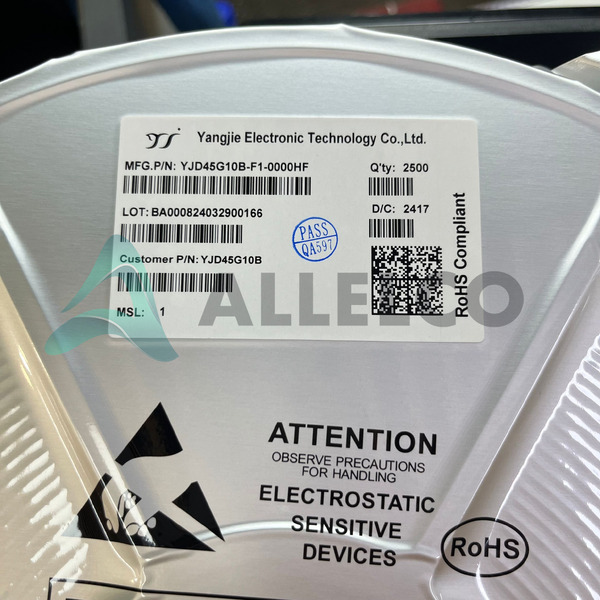 Yangjie Electronic Technology Co.,Ltd.
MFG.P/N: YJD45G10B-F1-0000HF
Q'ty: 2500
LOT: BA000824032900166
D/C: 2417
PASS
QA597
Customer P/N: YJD45G10B
MSL: 1
RoHS Compliant
ALLELCO
ATTENTION
OBSERVE PRECAUTIONS
FOR HANDLING
ELECTROSTATIC
SENSITIVE
DEVICES
RoHS